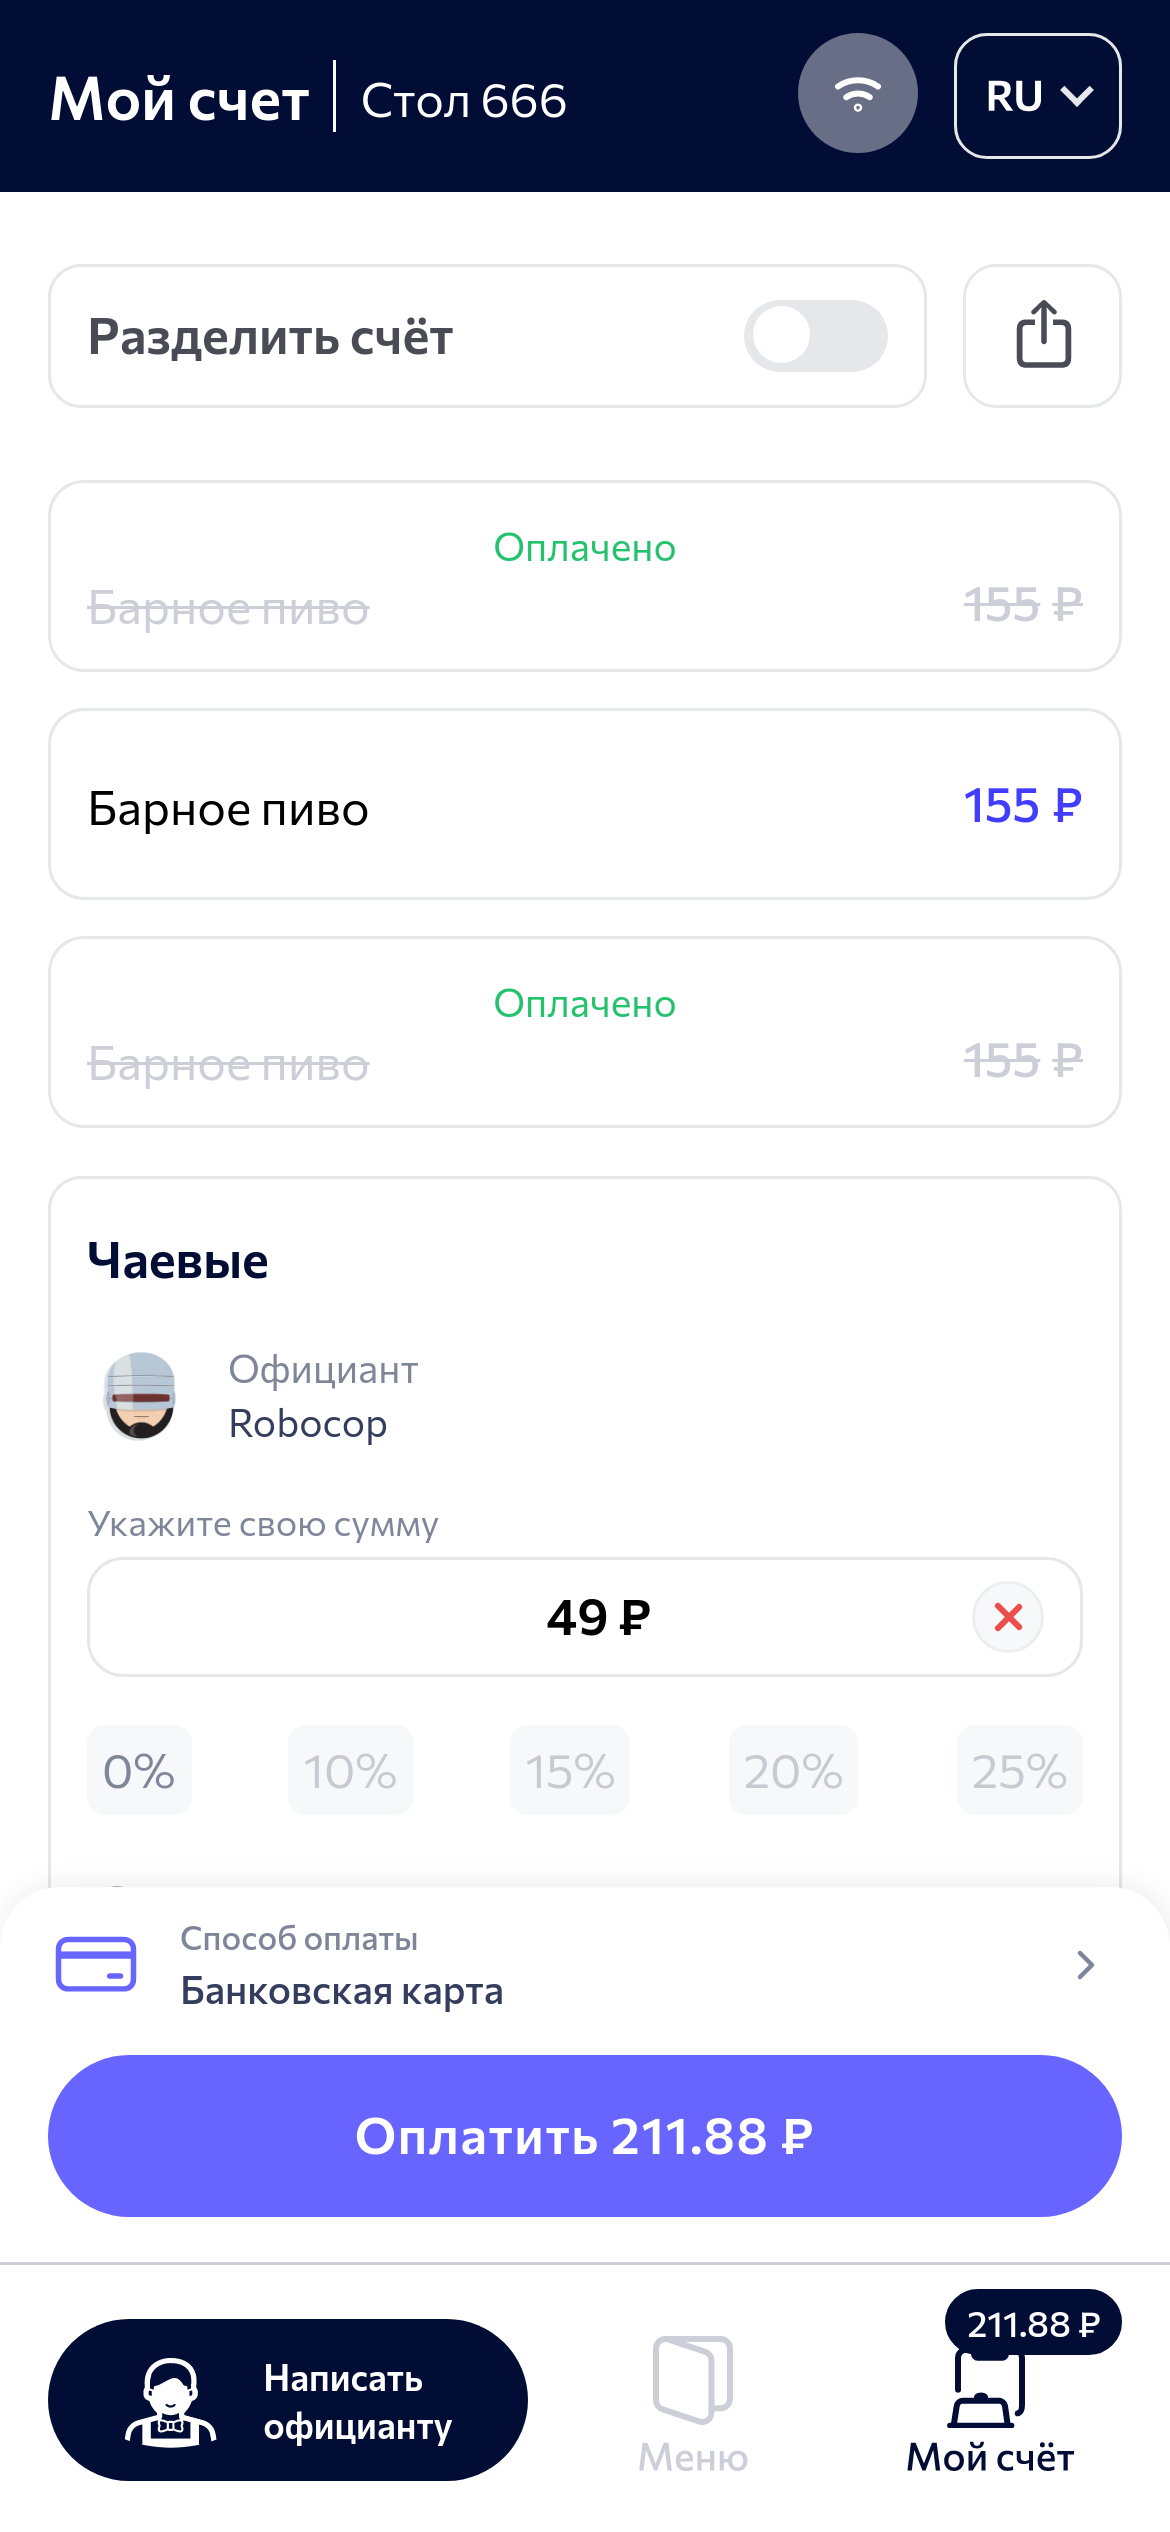 Мой счет
Стол 666
RU
Разделить счёт
Оплачено
Барное пиво
155 ₽
Барное пиво
155 ₽
Оплачено
Барное пиво
155 ₽
Чаевые
Официант
Robocop
Укажите свою сумму
49 ₽
0%
10%
15%
20%
25%
Способ оплаты
Банковская карта
Оплатить 211.88 ₽
Написать
официанту
Меню
211.88 ₽
Мой счёт